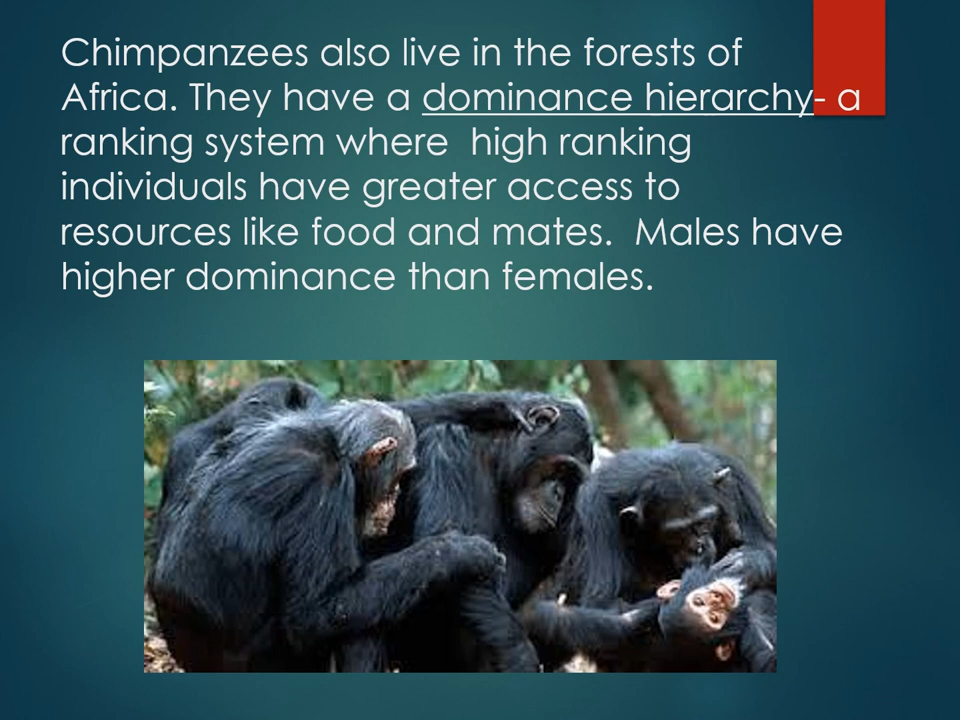 Chimpanzees also live in the forests of
Africa. They have a dominance hierarchy- a
ranking system where  high ranking
individuals have greater access to
resources like food and mates.  Males have
higher dominance than females.